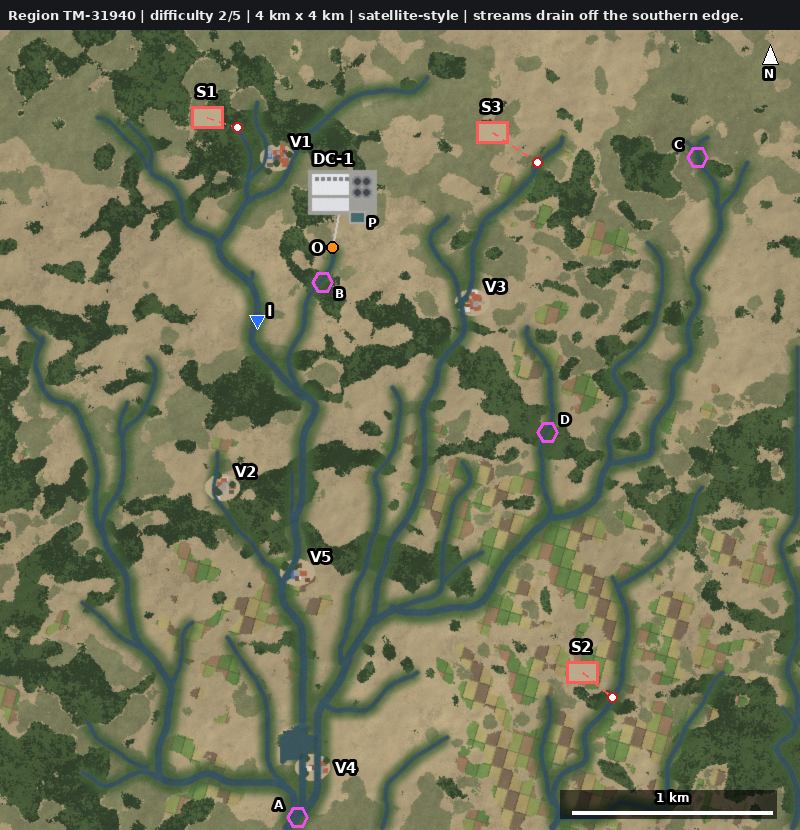 Region TM-31940 | difficulty 2/5 | 4 km x 4 km | satellite-style | streams drain off the southern edge.
N
S1
S3
V1
C
DC-1
P
O
B
V3
I
D
V2
V5
S2
V4
1 km
A